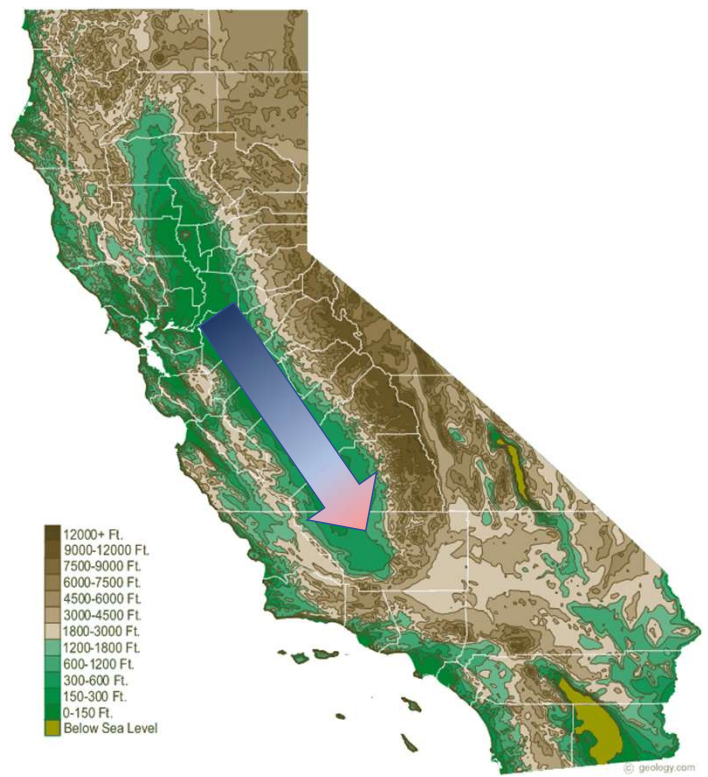 12000+ Ft.
9000-12000 Ft.
7500-9000 Ft.
6000-7500 Ft.
4500-6000 Ft.
3000-4500 Ft.
1800-3000 Ft.
1200-1800 Ft.
600-1200 Ft.
300-600 Ft.
150-300 Ft.
0-150 Ft.
Below Sea Level
© geology.com